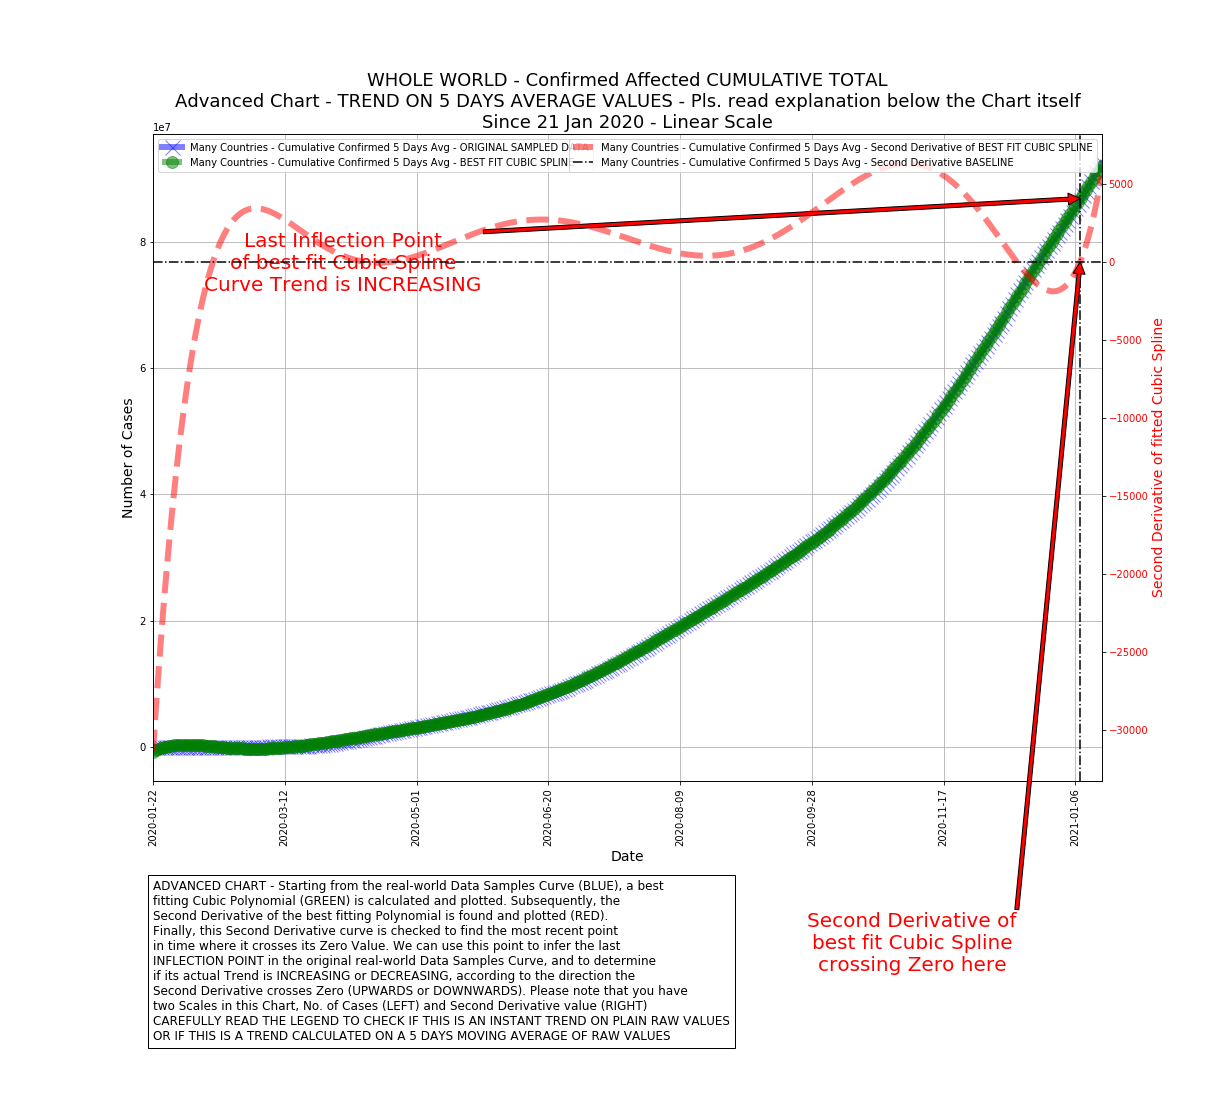 WHOLE WORLD - Confirmed Affected CUMULATIVE TOTAL
Advanced Chart - TREND ON 5 DAYS AVERAGE VALUES - Pls. read explanation below the Chart itself
Since 21 Jan 2020 - Linear Scale
1e7
Many Countries - Cumulative Confirmed 5 Days Avg - ORIGINAL SAMPLED DATA
Many Countries - Cumulative Confirmed 5 Days Avg - BEST FIT CUBIC SPLIN
Many Countries - Cumulative Confirmed 5 Days Avg - Second Derivative of BEST FIT CUBIC SPLINE
Many Countries - Cumulative Confirmed 5 Days Avg - Second Derivative BASELINE
Last Inflection Point
of best fit Cubic Spline
Curve Trend is INCREASING
8
6
4
2
0
Number of Cases
5000
0
−5000
−10000
−15000
−20000
−25000
−30000
Second Derivative of fitted Cubic Spline
2020-01-22
2020-03-12
2020-05-01
2020-06-20
2020-08-09
2020-09-28
2020-11-17
2021-01-06
Date
Second Derivative of
best fit Cubic Spline
crossing Zero here
ADVANCED CHART - Starting from the real-world Data Samples Curve (BLUE), a best
fitting Cubic Polynomial (GREEN) is calculated and plotted. Subsequently, the
Second Derivative of the best fitting Polynomial is found and plotted (RED).
Finally, this Second Derivative curve is checked to find the most recent point
in time where it crosses its Zero Value. We can use this point to infer the last
INFLECTION POINT in the original real-world Data Samples Curve, and to determine
if its actual Trend is INCREASING or DECREASING, according to the direction the
Second Derivative crosses Zero (UPWARDS or DOWNWARDS). Please note that you have
two Scales in this Chart, No. of Cases (LEFT) and Second Derivative value (RIGHT)
CAREFULLY READ THE LEGEND TO CHECK IF THIS IS AN INSTANT TREND ON PLAIN RAW VALUES
OR IF THIS IS A TREND CALCULATED ON A 5 DAYS MOVING AVERAGE OF RAW VALUES